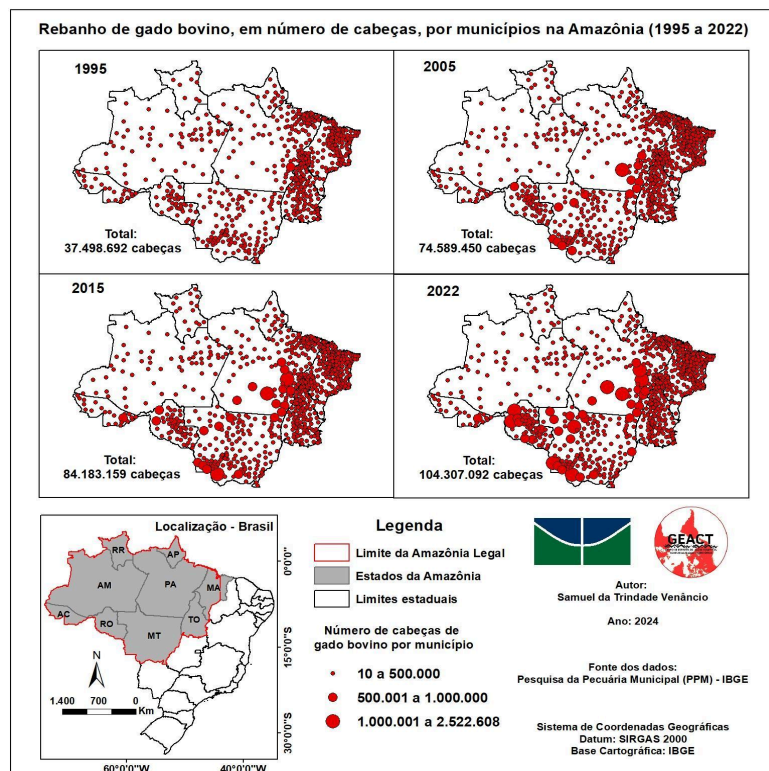 Rebanho de gado bovino, em número de cabeças, por municípios na Amazônia (1995 a 2022)
1995
Total:
37.498.692 cabeças
2005
Total:
74.589.450 cabeças
2015
Total:
84.183.159 cabeças
2022
Total:
104.307.092 cabeças
Localização - Brasil
RR
AP
AM
PA
MA
AC
RO
TO
MT
N
1.400 700 0
Km
0°0'0"
15°0'0"S
30°0'0"S
60°0'0"W
40°0'0"W
Legenda
Limite da Amazônia Legal
Estados da Amazônia
Limites estaduais
Número de cabeças de
gado bovino por município
10 a 500.000
500.001 a 1.000.000
1.000.001 a 2.522.608
GEACT
Autor:
Samuel da Trindade Venâncio
Ano: 2024
Fonte dos dados:
Pesquisa da Pecuária Municipal (PPM) - IBGE
Sistema de Coordenadas Geográficas
Datum: SIRGAS 2000
Base Cartográfica: IBGE